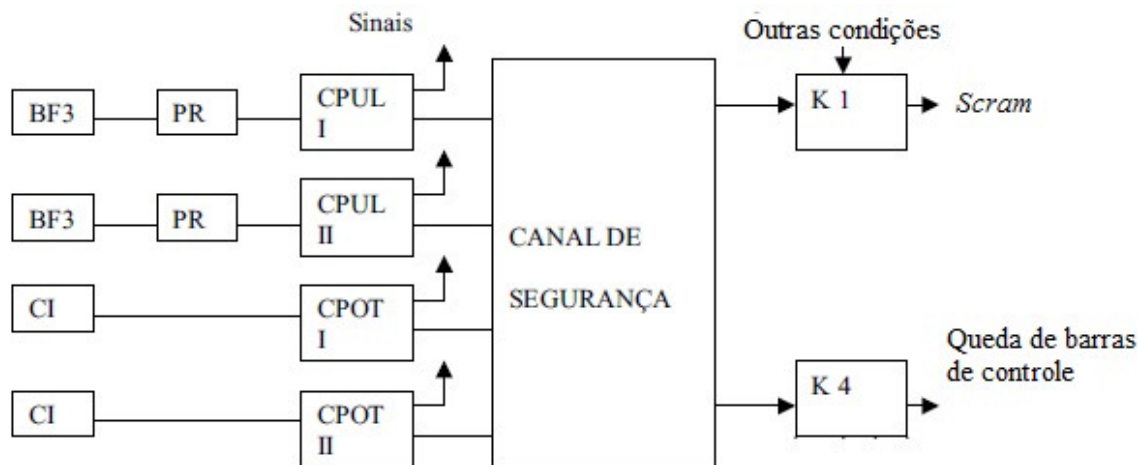 Sinais
Outras condições
BF3
PR
CPUL
I
K 1
Scram
BF3
PR
CPUL
II
CANAL DE
SEGURANÇA
CI
CPOT
I
CI
CPOT
II
K 4
Queda de barras
de controle